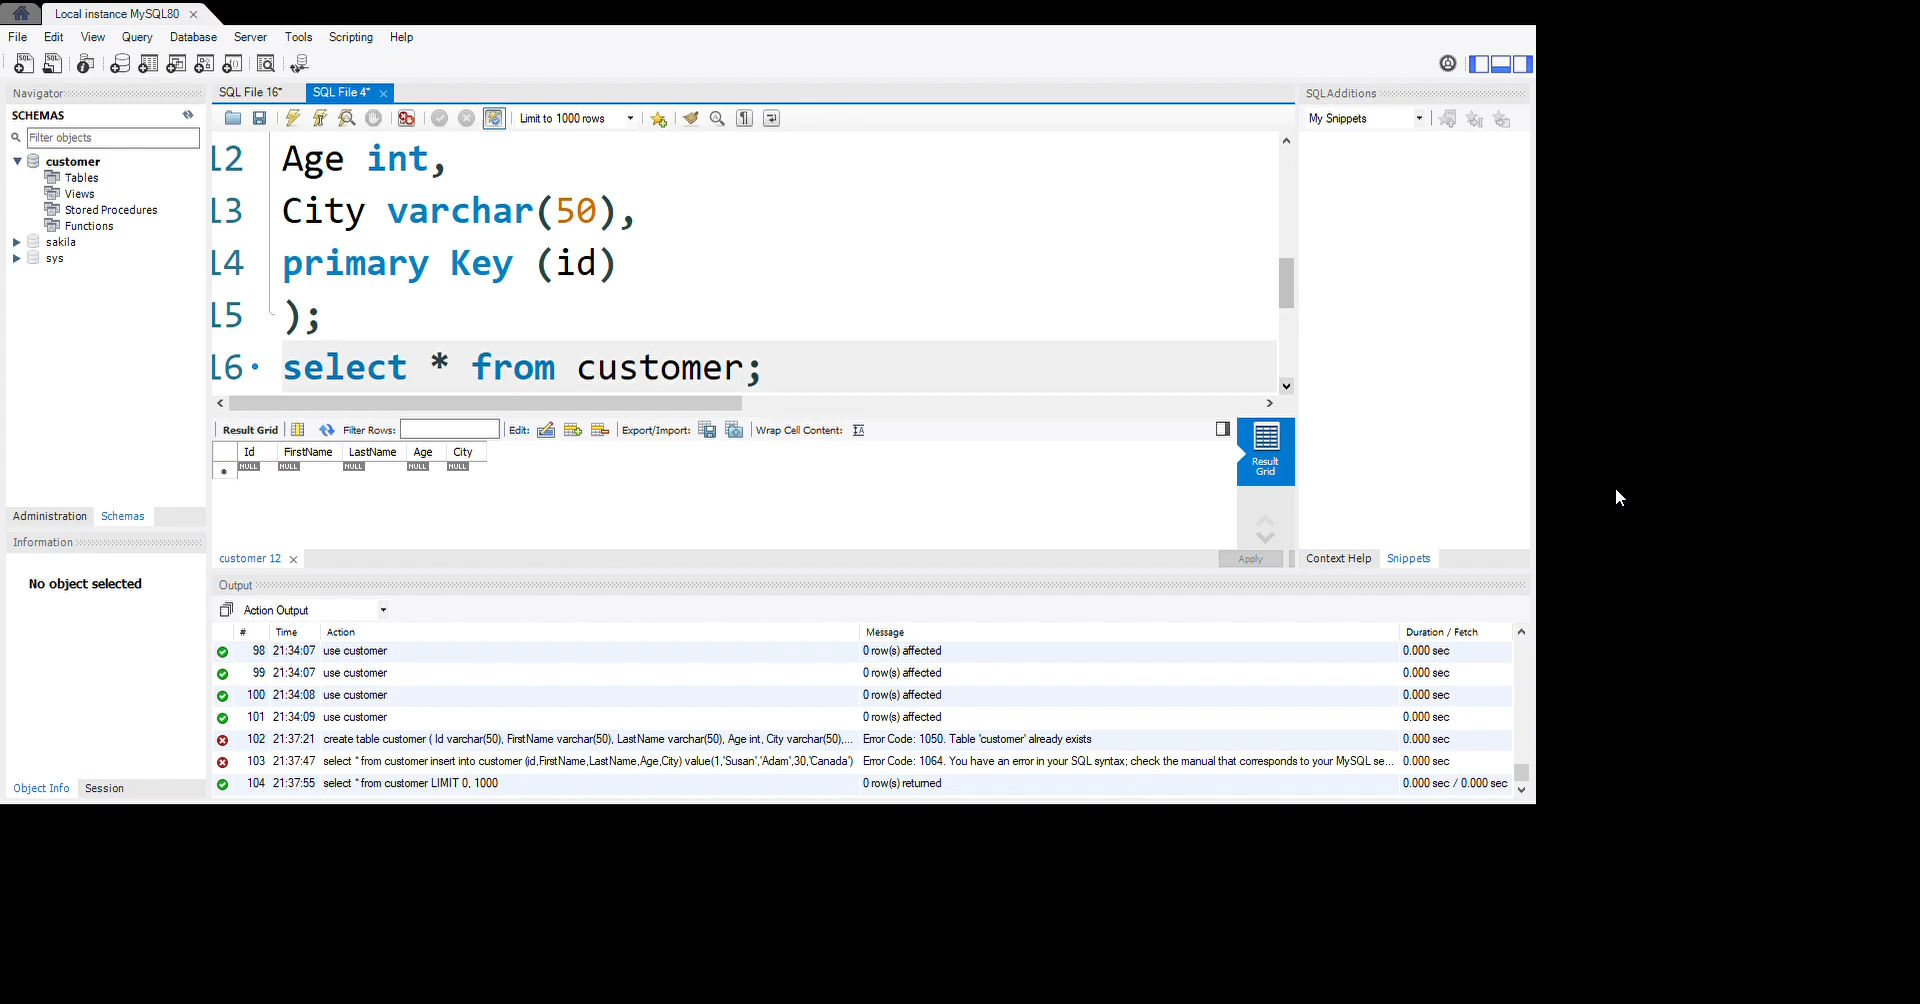 Local instance MySQL80
File Edit View Query Database Server Tools Scripting Help
Navigator
SCHEMAS
Filter objects
customer
Tables
Views
Stored Procedures
Functions
sakila
sys
Administration Schemas
Information
No object selected
Object Info Session
SQL File 16* SQL File 4*
Limit to 1000 rows
12 Age int,
13 City varchar(50),
14 primary Key (id)
15 );
16 select * from customer;
Result Grid Filter Rows: Edit: Export/Import: Wrap Cell Content:
Id FirstName LastName Age City
* NULL NULL NULL NULL NULL
Result
Grid
customer 12 Apply
SQLAdditions
My Snippets
Context Help Snippets
Output
Action Output
# Time Action Message Duration / Fetch
98 21:34:07 use customer 0 row(s) affected 0.000 sec
99 21:34:07 use customer 0 row(s) affected 0.000 sec
100 21:34:08 use customer 0 row(s) affected 0.000 sec
101 21:34:09 use customer 0 row(s) affected 0.000 sec
102 21:37:21 create table customer ( Id varchar(50), FirstName varchar(50), LastName varchar(50), Age int, City varchar(50),... Error Code: 1050. Table 'customer' already exists 0.000 sec
103 21:37:47 select * from customer insert into customer (id,FirstName,LastName,Age,City) value(1,'Susan','Adam',30,'Canada') Error Code: 1064. You have an error in your SQL syntax; check the manual that corresponds to your MySQL se... 0.000 sec
104 21:37:55 select * from customer LIMIT 0, 1000 0 row(s) returned 0.000 sec / 0.000 sec